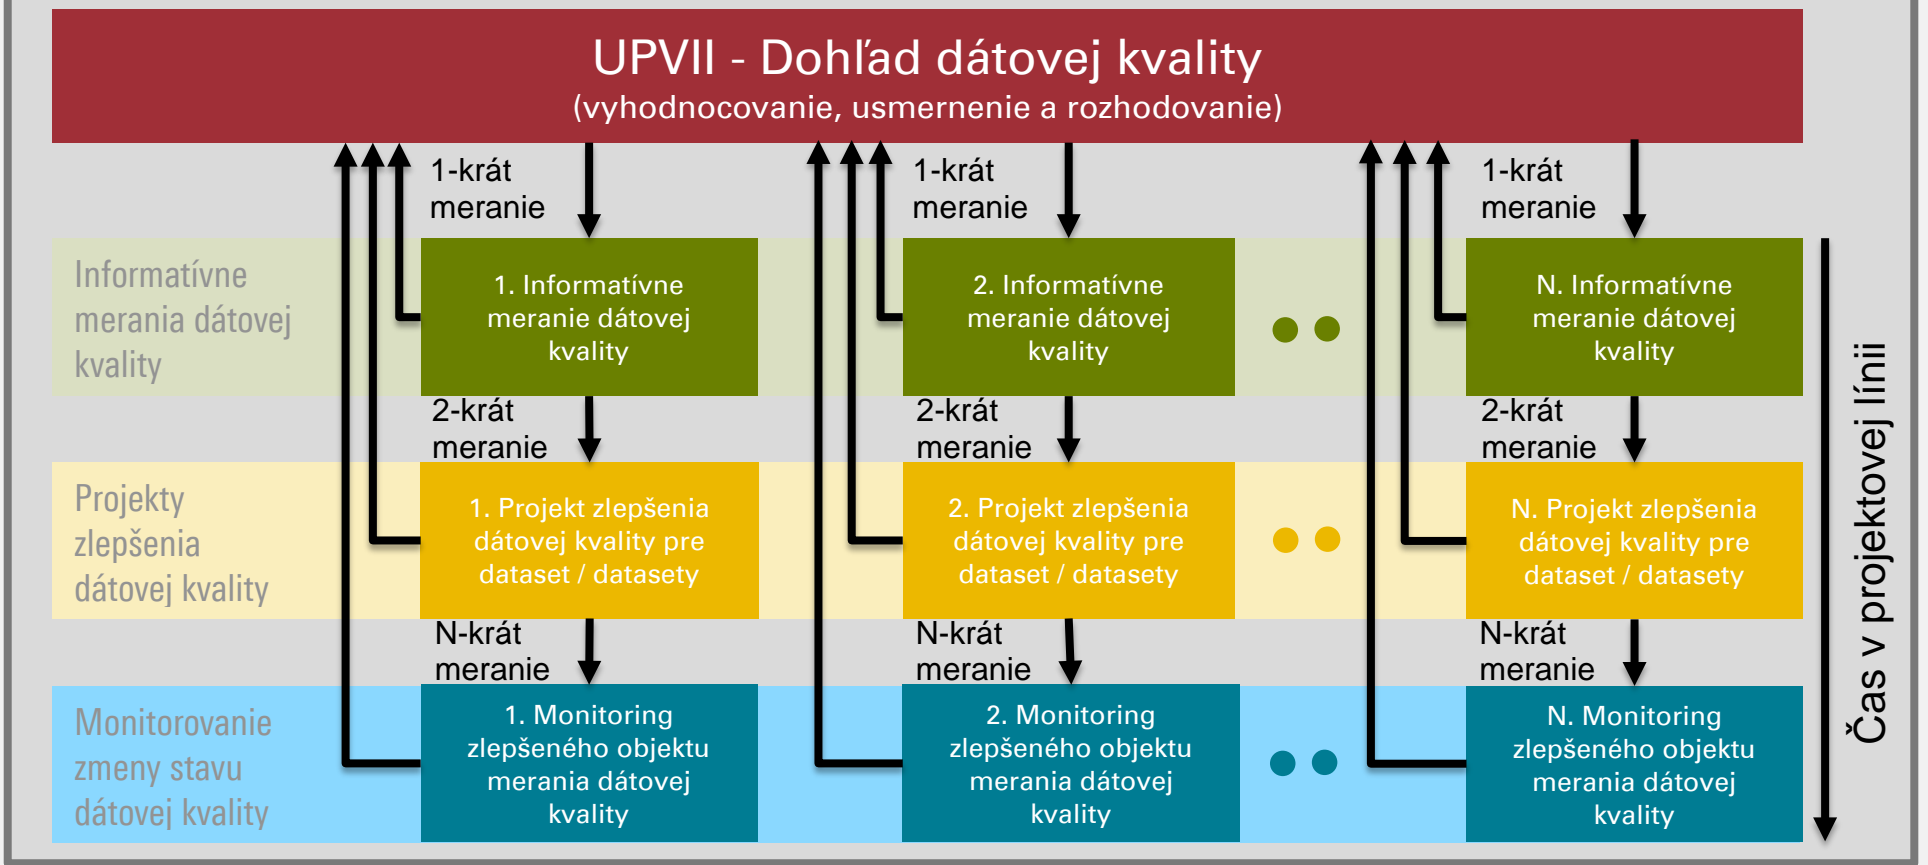 UPVII - Dohľad dátovej kvality
(vyhodnocovanie, usmernenie a rozhodovanie)
1-krát
meranie
1-krát
meranie
1-krát
meranie
Informatívne
merania dátovej
kvality
1. Informatívne
meranie dátovej
kvality
2. Informatívne
meranie dátovej
kvality
N. Informatívne
meranie dátovej
kvality
2-krát
meranie
2-krát
meranie
2-krát
meranie
Projekty
zlepšenia
dátovej kvality
1. Projekt zlepšenia
dátovej kvality pre
dataset / datasety
2. Projekt zlepšenia
dátovej kvality pre
dataset / datasety
N. Projekt zlepšenia
dátovej kvality pre
dataset / datasety
N-krát
meranie
N-krát
meranie
N-krát
meranie
Monitorovanie
zmeny stavu
dátovej kvality
1. Monitoring
zlepšeného objektu
merania dátovej
kvality
2. Monitoring
zlepšeného objektu
merania dátovej
kvality
N. Monitoring
zlepšeného objektu
merania dátovej
kvality
Čas v projektovej línii